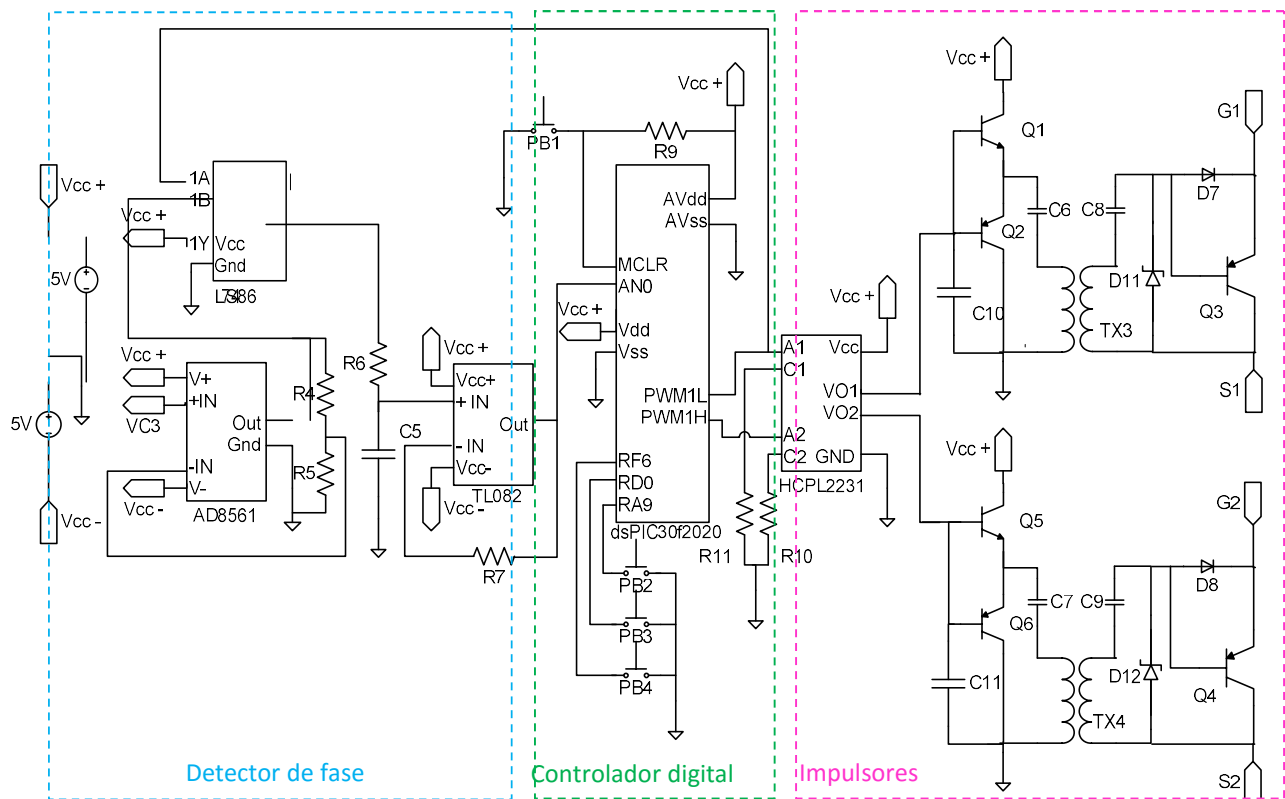 Vcc +
5V
5V
Vcc -
1A
1B
Vcc +
1Y
Vcc
Gnd
Vcc +
V+
+IN
VC3
Out
Gnd
-IN
V-
Vcc -
AD8561
R4
R5
R6
C5
Vcc +
Vcc+
+ IN
Out
- IN
Vcc-
Vcc -
TL082
R7
Detector de fase
PB1
R9
Vcc +
AVdd
AVss
MCLR
AN0
Vcc +
Vdd
Vss
PWM1L
PWM1H
RF6
RD0
RA9
dsPIC30f2020
PB2
PB3
PB4
R11
R10
Controlador digital
Vcc +
A1
C1
Vcc
VO1
VO2
A2
C2
GND
HCPL2231
Vcc +
Q1
Q2
C6
C8
C10
TX3
D11
D7
Q3
G1
S1
Vcc +
Q5
Q6
C7
C9
C11
TX4
D12
D8
Q4
G2
S2
Impulsores